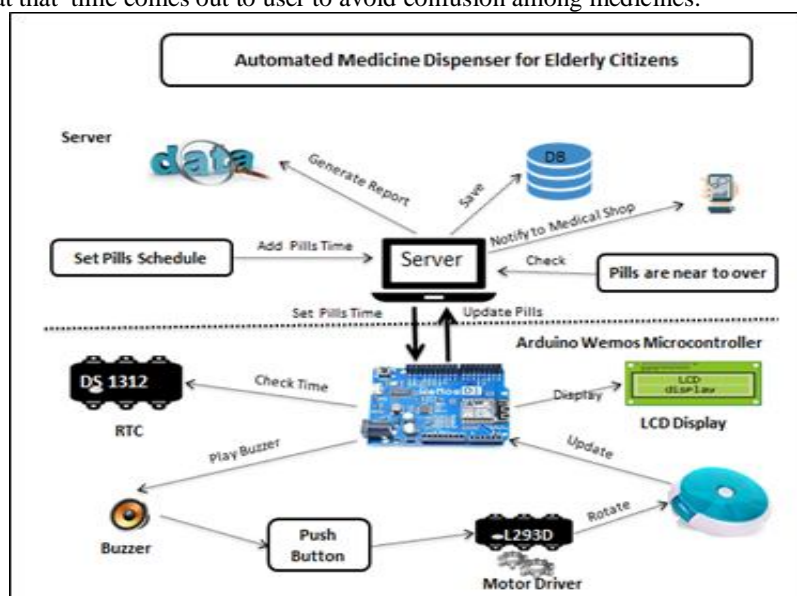 at that time comes out to user to avoid confusion among medicines.
Automated Medicine Dispenser for Elderly Citizens
Server
data
Generate Report
Save
DB
Notify to Medical Shop
Set Pills Schedule
Add Pills Time
Server
Check
Pills are near to over
Set Pills Time
Update Pills
Arduino Wemos Microcontroller
DS 1312
RTC
Check Time
WeMos D1
Display
LCD
display
LCD Display
Play Buzzer
Update
Buzzer
Push
Button
L293D
Rotate
Motor Driver